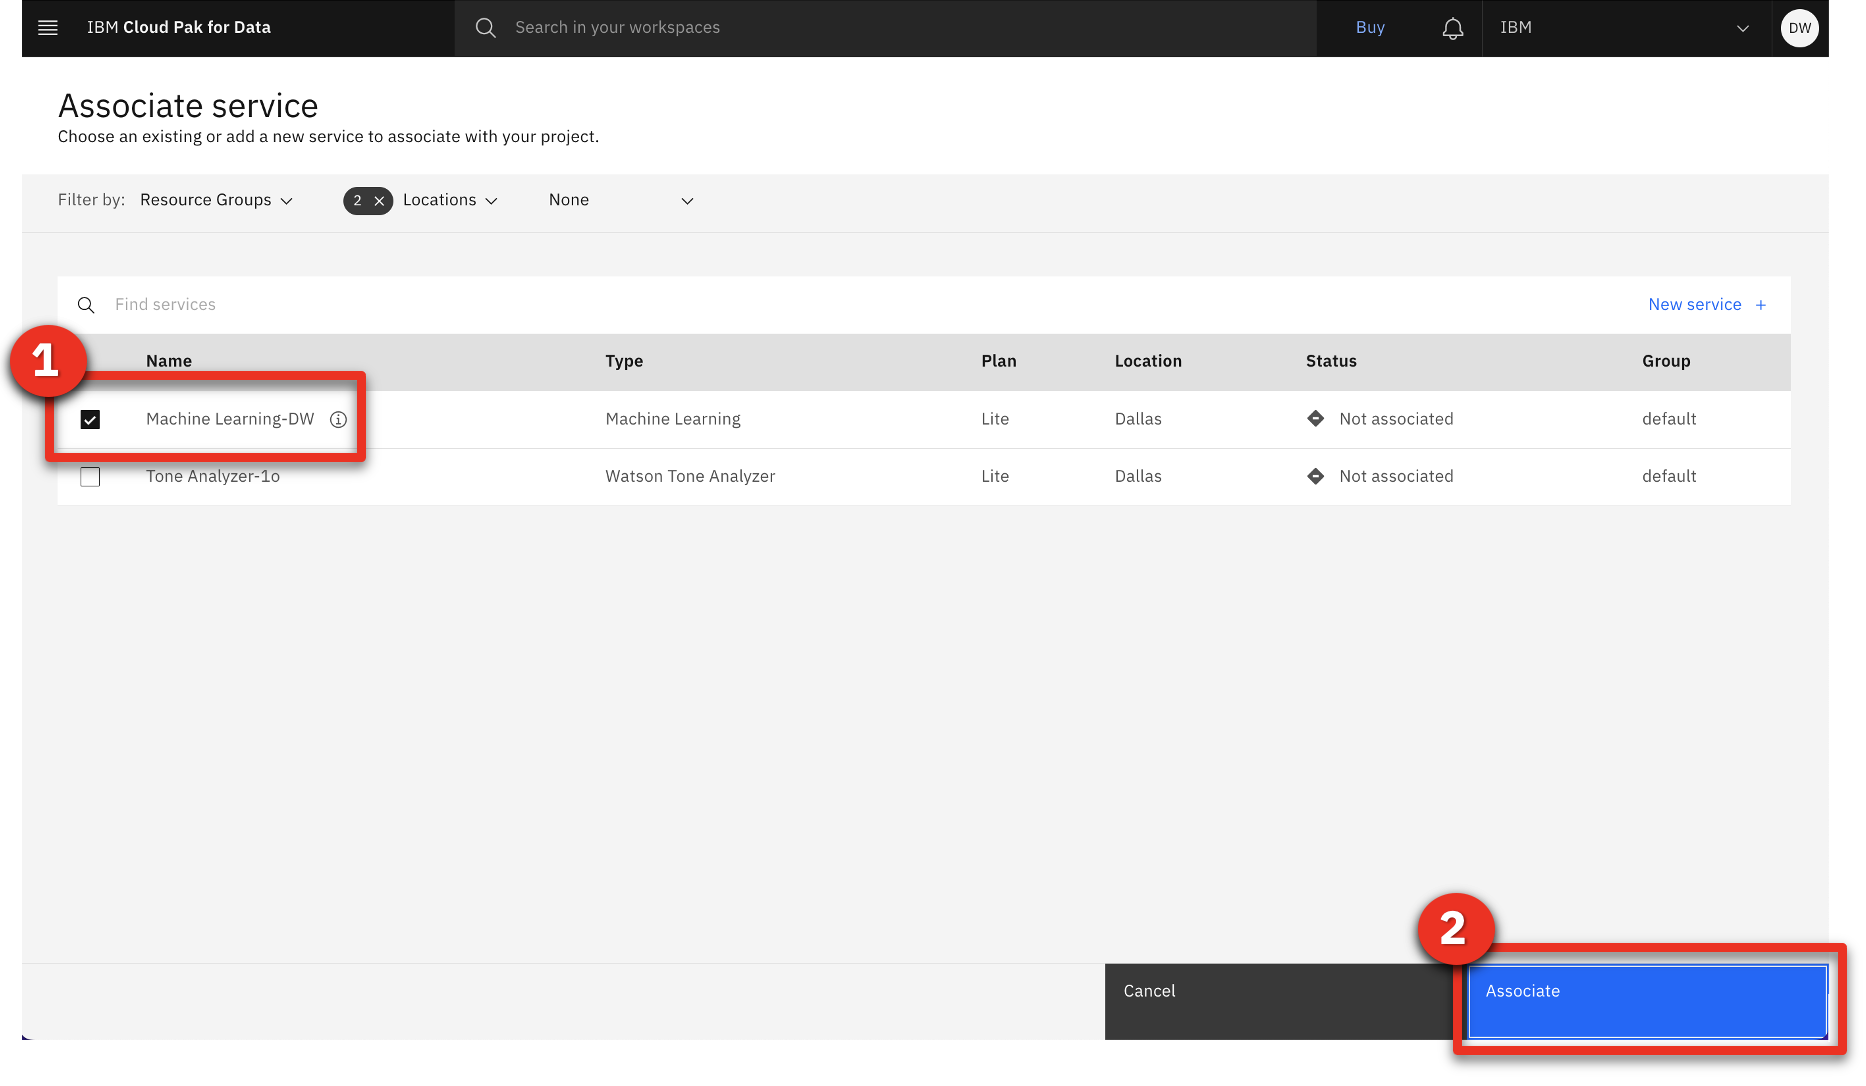 IBM Cloud Pak for Data
Search in your workspaces
Buy
IBM
DW
Associate service
Choose an existing or add a new service to associate with your project.
Filter by: Resource Groups 2 Locations None
Find services
New service +
1
Name Type Plan Location Status Group
Machine Learning-DW Machine Learning Lite Dallas Not associated default
Tone Analyzer-1o Watson Tone Analyzer Lite Dallas Not associated default
2
Cancel
Associate